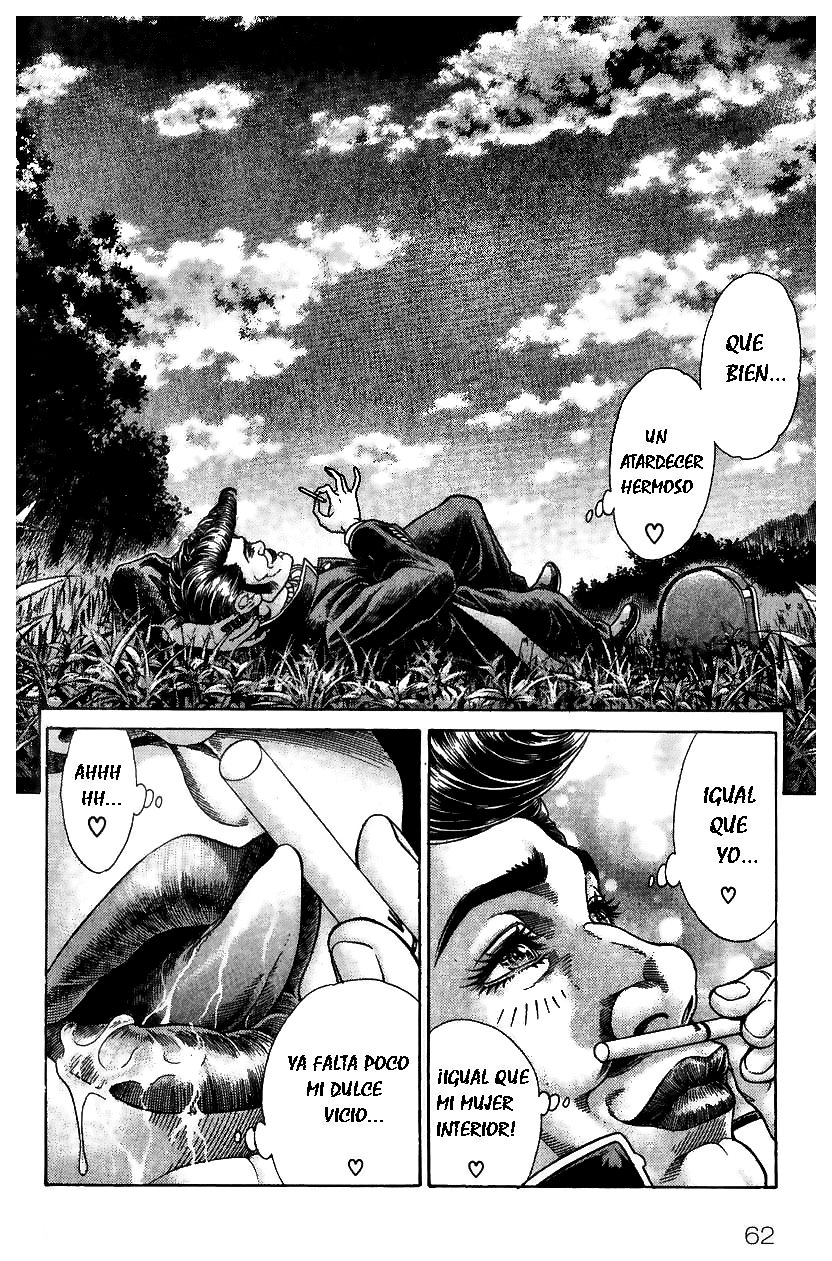 QUE
BIEN...
UN
ATARDECER
HERMOSO
♡
IGUAL
QUE
YO...
♡
¡IGUAL QUE
MI MUJER
INTERIOR!
♡
AHHH
HH...
♡
YA FALTA POCO
MI DULCE
VICIO...
♡
62